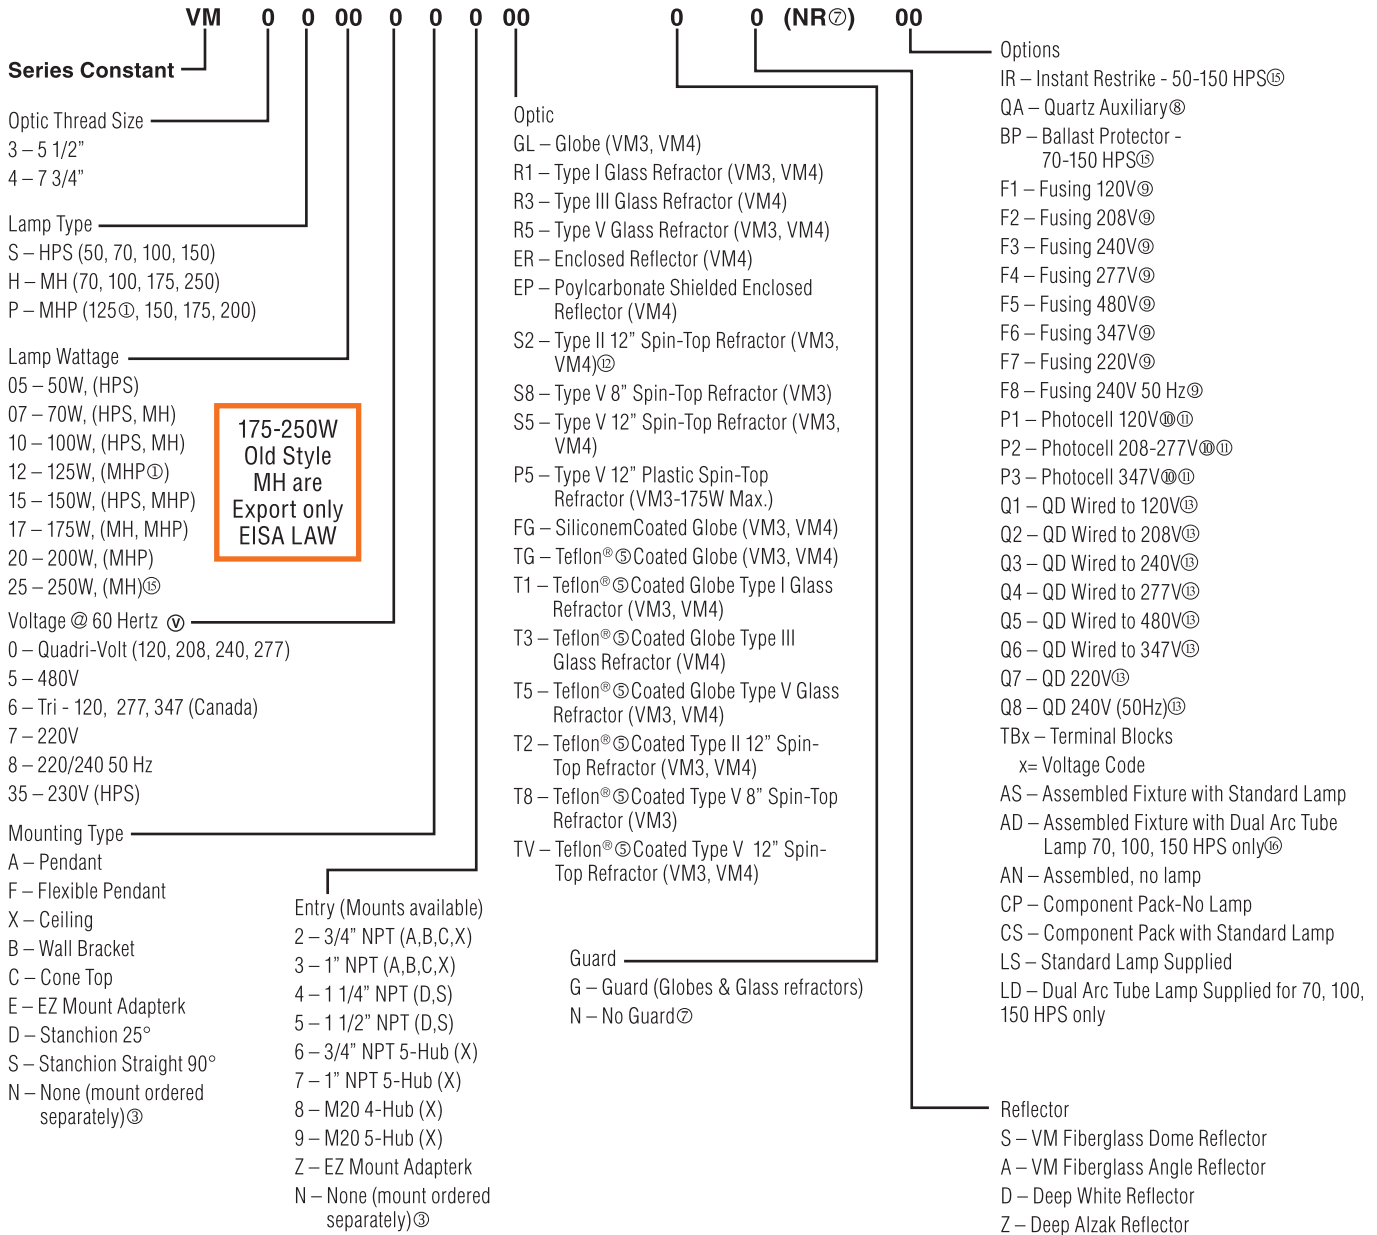 VM 0 0 00 0 0 0 00 0 0 (NR⑦) 00
Series Constant
Optic Thread Size
3 – 5 1/2”
4 – 7 3/4”
Lamp Type
S – HPS (50, 70, 100, 150)
H – MH (70, 100, 175, 250)
P – MHP (125①, 150, 175, 200)
Lamp Wattage
05 – 50W, (HPS)
07 – 70W, (HPS, MH)
10 – 100W, (HPS, MH)
12 – 125W, (MHP①)
15 – 150W, (HPS, MHP)
17 – 175W, (MH, MHP)
20 – 200W, (MHP)
25 – 250W, (MH)⑮
175-250W
Old Style
MH are
Export only
EISA LAW
Voltage @ 60 Hertz Ⓥ
0 – Quadri-Volt (120, 208, 240, 277)
5 – 480V
6 – Tri - 120, 277, 347 (Canada)
7 – 220V
8 – 220/240 50 Hz
35 – 230V (HPS)
Mounting Type
A – Pendant
F – Flexible Pendant
X – Ceiling
B – Wall Bracket
C – Cone Top
E – EZ Mount Adapterk
D – Stanchion 25°
S – Stanchion Straight 90°
N – None (mount ordered
separately)③
Entry (Mounts available)
2 – 3/4” NPT (A,B,C,X)
3 – 1” NPT (A,B,C,X)
4 – 1 1/4” NPT (D,S)
5 – 1 1/2” NPT (D,S)
6 – 3/4” NPT 5-Hub (X)
7 – 1” NPT 5-Hub (X)
8 – M20 4-Hub (X)
9 – M20 5-Hub (X)
Z – EZ Mount Adapterk
N – None (mount ordered
separately)③
Optic
GL – Globe (VM3, VM4)
R1 – Type I Glass Refractor (VM3, VM4)
R3 – Type III Glass Refractor (VM4)
R5 – Type V Glass Refractor (VM3, VM4)
ER – Enclosed Reflector (VM4)
EP – Poylcarbonate Shielded Enclosed
Reflector (VM4)
S2 – Type II 12” Spin-Top Refractor (VM3,
VM4)⑫
S8 – Type V 8” Spin-Top Refractor (VM3)
S5 – Type V 12” Spin-Top Refractor (VM3,
VM4)
P5 – Type V 12” Plastic Spin-Top
Refractor (VM3-175W Max.)
FG – SiliconemCoated Globe (VM3, VM4)
TG – Teflon®⑤Coated Globe (VM3, VM4)
T1 – Teflon®⑤Coated Globe Type I Glass
Refractor (VM3, VM4)
T3 – Teflon®⑤Coated Globe Type III
Glass Refractor (VM4)
T5 – Teflon®⑤Coated Globe Type V Glass
Refractor (VM3, VM4)
T2 – Teflon®⑤Coated Type II 12” Spin-
Top Refractor (VM3, VM4)
T8 – Teflon®⑤Coated Type V 8” Spin-Top
Refractor (VM3)
TV – Teflon®⑤Coated Type V 12” Spin-
Top Refractor (VM3, VM4)
Guard
G – Guard (Globes & Glass refractors)
N – No Guard⑦
Options
IR – Instant Restrike - 50-150 HPS⑮
QA – Quartz Auxiliary⑧
BP – Ballast Protector -
70-150 HPS⑮
F1 – Fusing 120V⑨
F2 – Fusing 208V⑨
F3 – Fusing 240V⑨
F4 – Fusing 277V⑨
F5 – Fusing 480V⑨
F6 – Fusing 347V⑨
F7 – Fusing 220V⑨
F8 – Fusing 240V 50 Hz⑨
P1 – Photocell 120V⑩⑪
P2 – Photocell 208-277V⑩⑪
P3 – Photocell 347V⑩⑪
Q1 – QD Wired to 120V⑬
Q2 – QD Wired to 208V⑬
Q3 – QD Wired to 240V⑬
Q4 – QD Wired to 277V⑬
Q5 – QD Wired to 480V⑬
Q6 – QD Wired to 347V⑬
Q7 – QD 220V⑬
Q8 – QD 240V (50Hz)⑬
TBx – Terminal Blocks
x= Voltage Code
AS – Assembled Fixture with Standard Lamp
AD – Assembled Fixture with Dual Arc Tube
Lamp 70, 100, 150 HPS only⑯
AN – Assembled, no lamp
CP – Component Pack-No Lamp
CS – Component Pack with Standard Lamp
LS – Standard Lamp Supplied
LD – Dual Arc Tube Lamp Supplied for 70, 100,
150 HPS only
Reflector
S – VM Fiberglass Dome Reflector
A – VM Fiberglass Angle Reflector
D – Deep White Reflector
Z – Deep Alzak Reflector